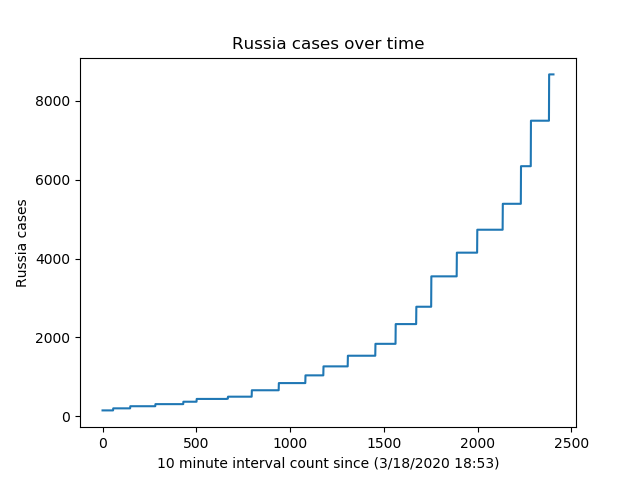 Russia cases over time
8000
6000
4000
2000
0
Russia cases
0 500 1000 1500 2000 2500
10 minute interval count since (3/18/2020 18:53)